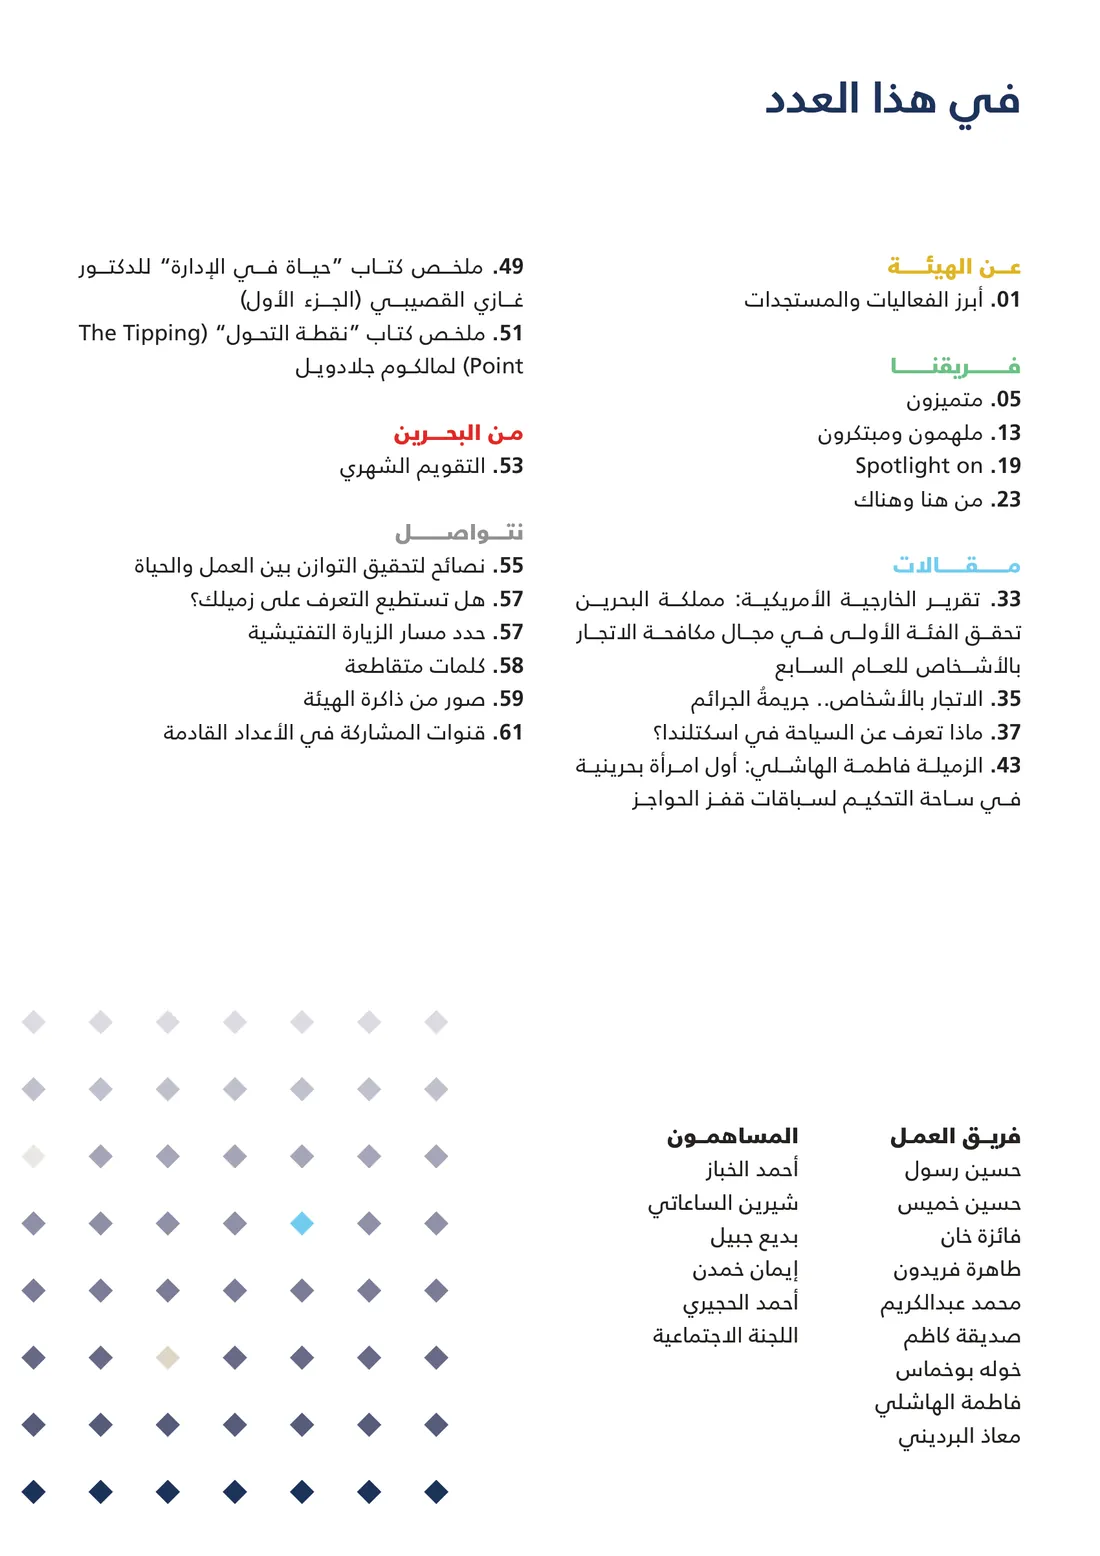 في هذا العدد
عن الهيئة
01. أبرز الفعاليات والمستجدات
فريقنا
05. متميزون
13. ملهمون ومبتكرون
19. Spotlight on
23. من هنا وهناك
مقالات
33. تقرير الخارجية الأمريكية: مملكة البحرين
تحقق الفئة الأولى في مجال مكافحة الاتجار
بالأشخاص للعام السابع
35. الاتجار بالأشخاص.. جريمةُ الجرائم
37. ماذا تعرف عن السياحة في اسكتلندا؟
43. الزميلة فاطمة الهاشلي: أول امرأة بحرينية
في ساحة التحكيم لسباقات قفز الحواجز
49. ملخص كتاب ”حياة في الإدارة“ للدكتور
غازي القصيبي (الجزء الأول)
51. ملخص كتاب ”نقطة التحول“ (The Tipping
Point) لمالكوم جلادويل
من البحرين
53. التقويم الشهري
نتواصل
55. نصائح لتحقيق التوازن بين العمل والحياة
57. هل تستطيع التعرف على زميلك؟
57. حدد مسار الزيارة التفتيشية
58. كلمات متقاطعة
59. صور من ذاكرة الهيئة
61. قنوات المشاركة في الأعداد القادمة
فريق العمل
حسين رسول
حسين خميس
فائزة خان
طاهرة فريدون
محمد عبدالكريم
صديقة كاظم
خوله بوخماس
فاطمة الهاشلي
معاذ البرديني
المساهمون
أحمد الخباز
شيرين الساعاتي
بديع جبيل
إيمان خمدن
أحمد الحجيري
اللجنة الاجتماعية